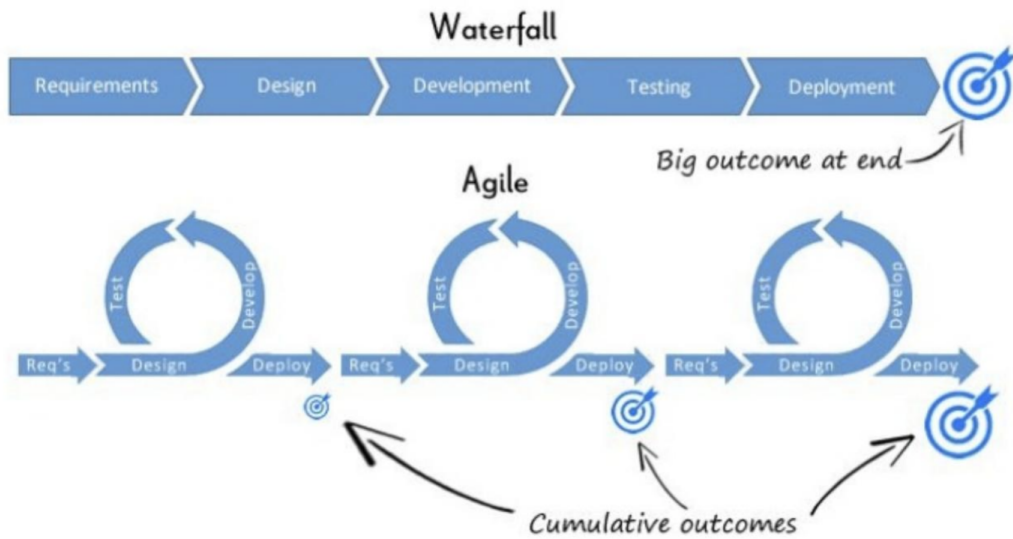 Waterfall
Requirements
Design
Development
Testing
Deployment
Big outcome at end
Agile
Test
Develop
Req's
Design
Deploy
Test
Develop
Req's
Design
Deploy
Test
Develop
Req's
Design
Deploy
Cumulative outcomes